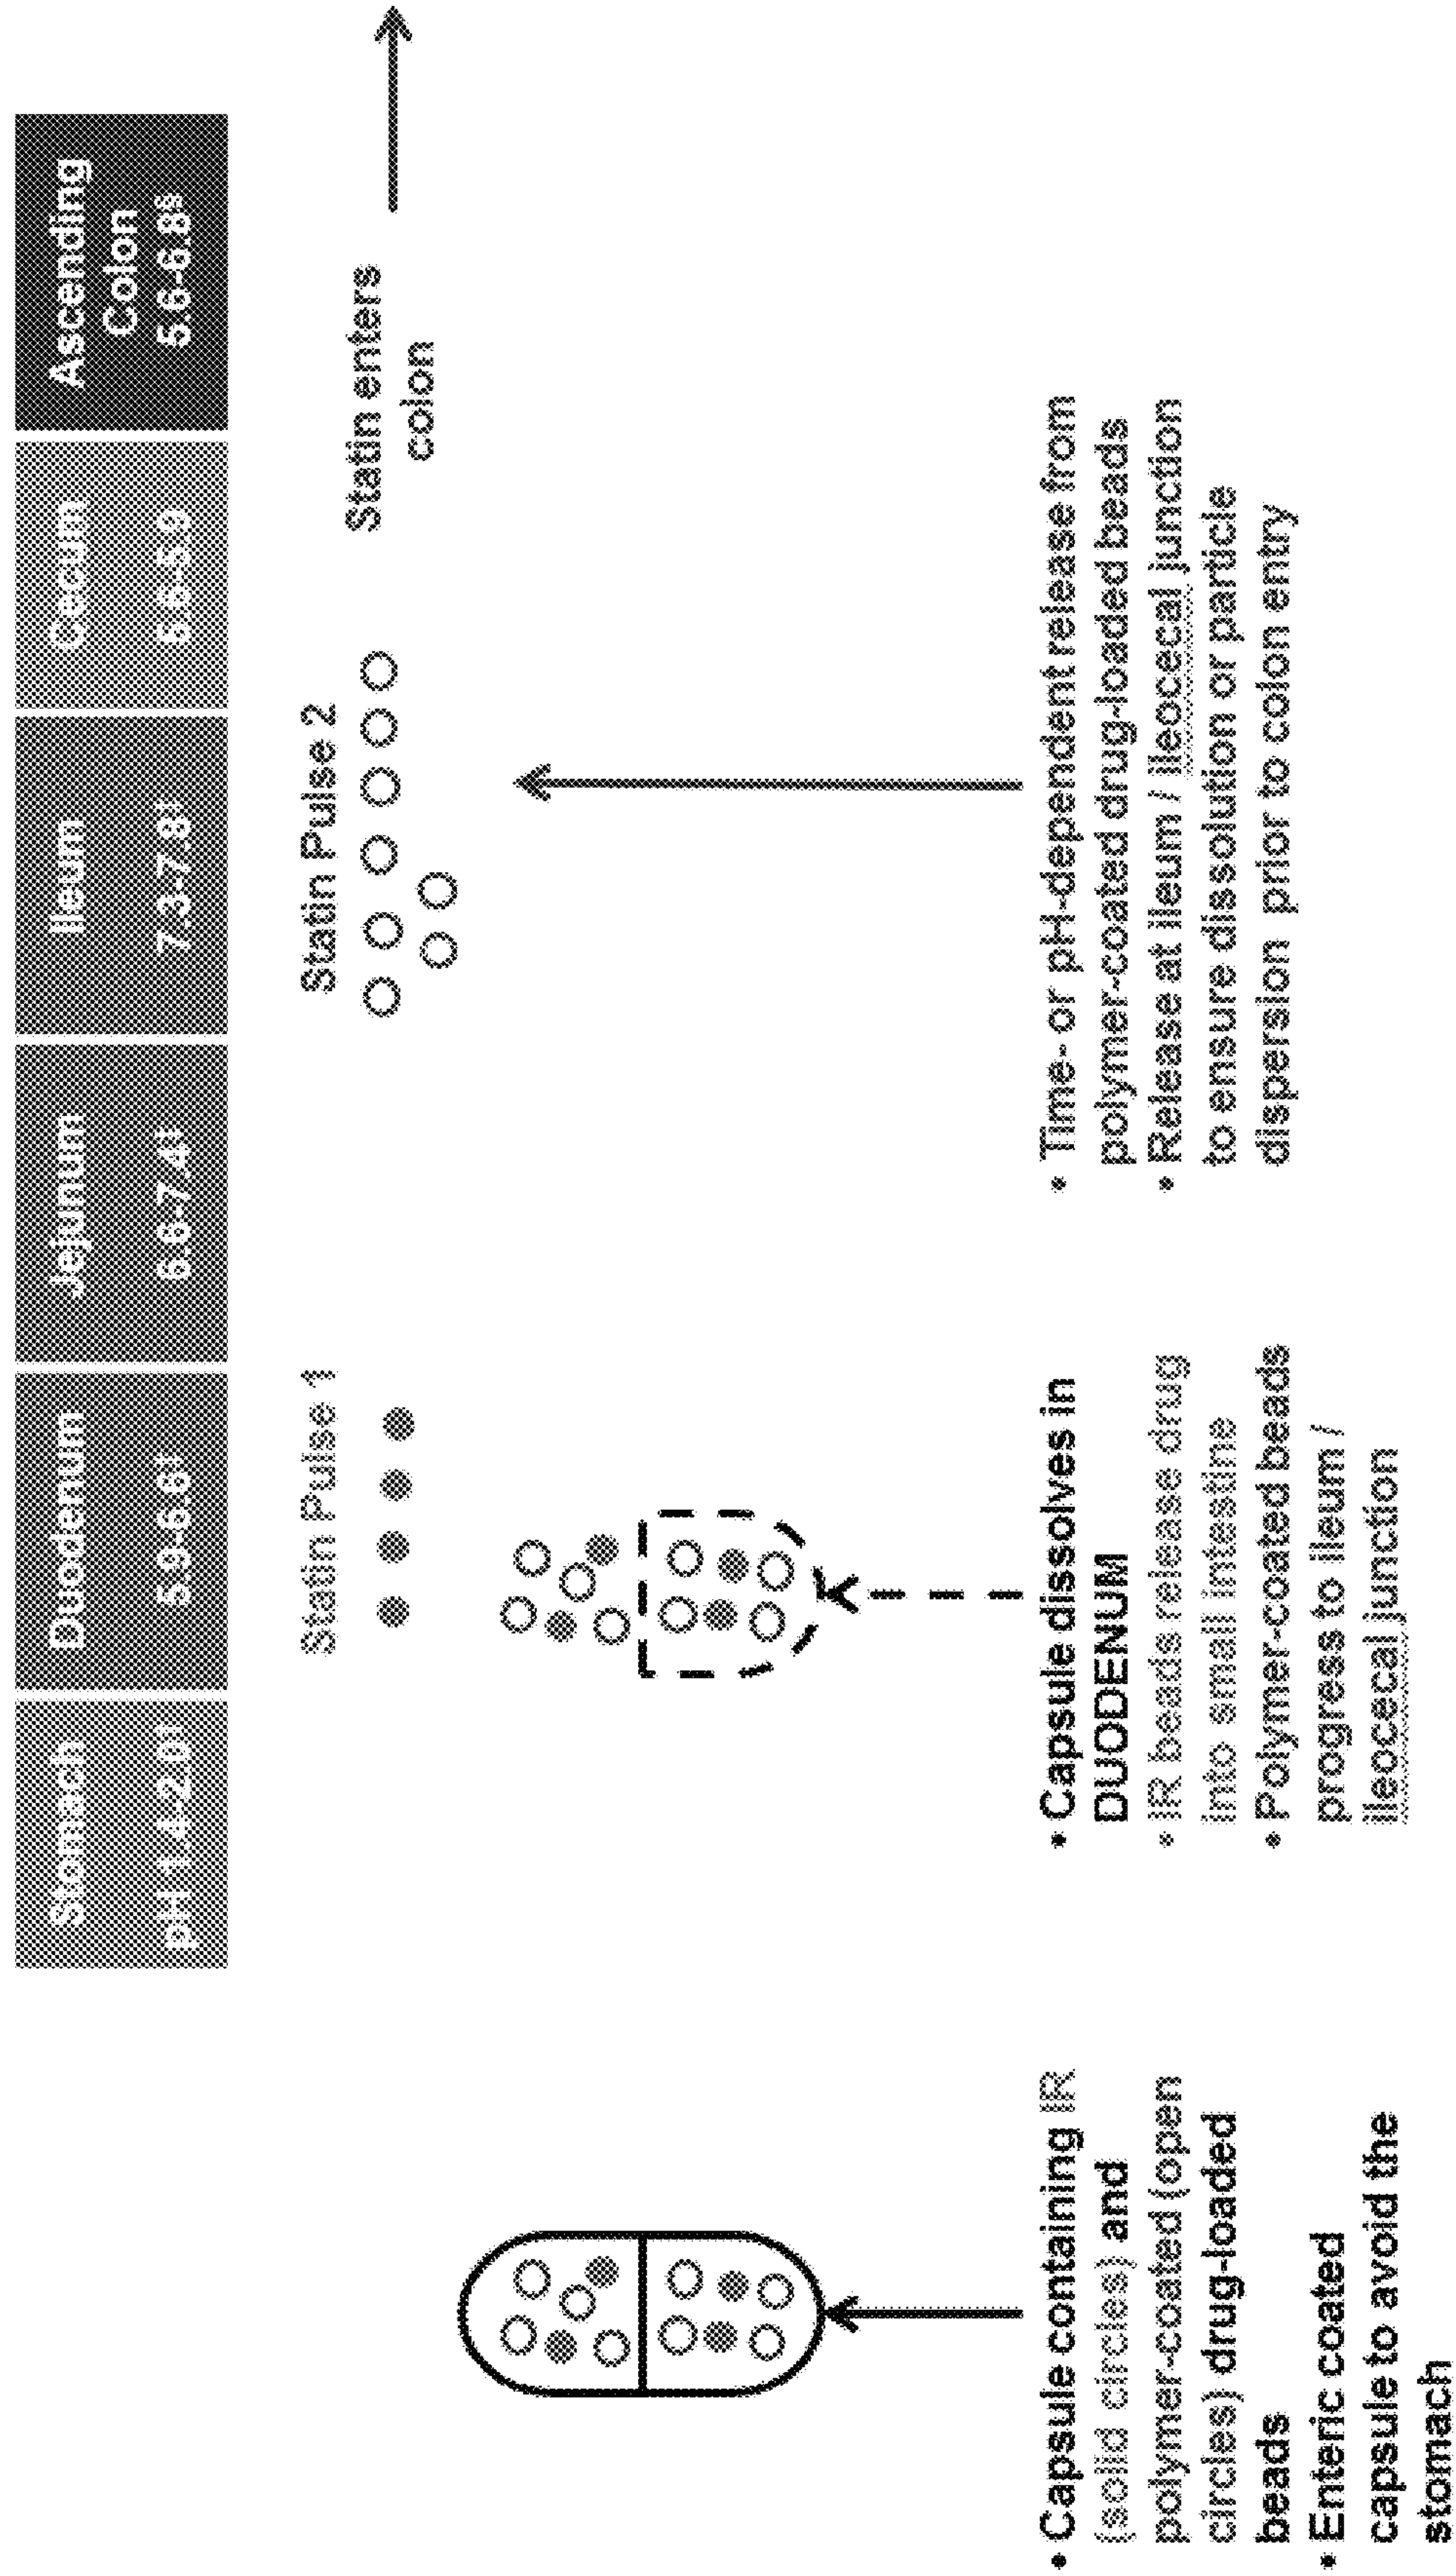 Stomach
pH 1.4-2.0†
Duodenum
5.9-6.6‡
Jejunum
6.6-7.4‡
Ileum
7.3-7.8‡
Cecum
5.6-5.9
Ascending
Colon
5.6-6.8§
Statin Pulse 1
Statin Pulse 2
Statin enters
colon
• Capsule containing IR
(solid circles) and
polymer-coated (open
circles) drug-loaded
beads
• Enteric coated
capsule to avoid the
stomach
• Capsule dissolves in
DUODENUM
• IR beads release drug
into small intestine
• Polymer-coated beads
progress to ileum /
ileocecal junction
• Time- or pH-dependent release from
polymer-coated drug-loaded beads
• Release at ileum / ileocecal junction
to ensure dissolution or particle
dispersion prior to colon entry